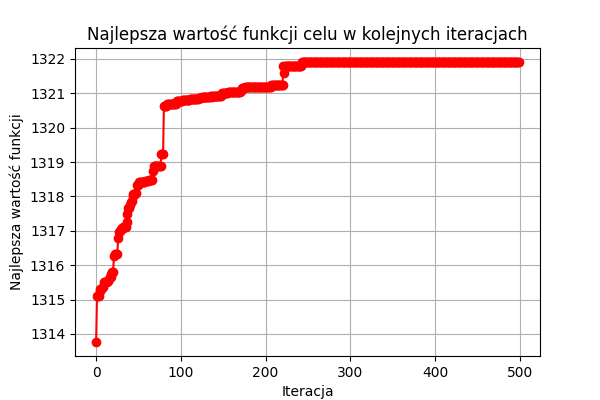 Najlepsza wartość funkcji celu w kolejnych iteracjach
Najlepsza wartość funkcji
1322
1321
1320
1319
1318
1317
1316
1315
1314
0 100 200 300 400 500
Iteracja